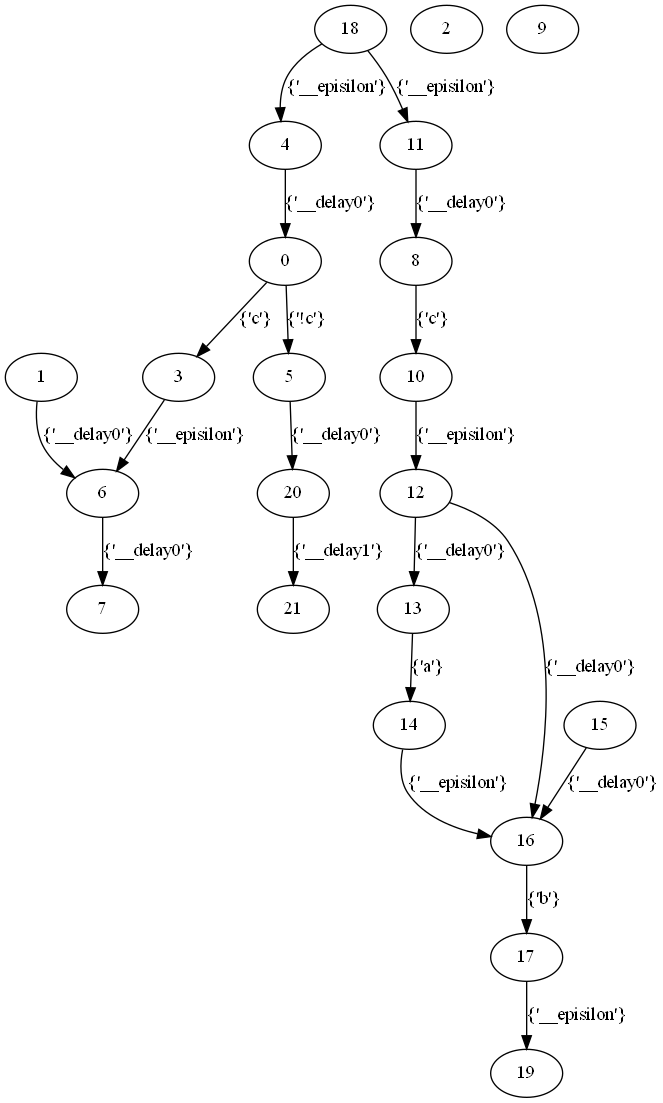 18 2 9
{'__episilon'} {'__episilon'}
4 11
{'__delay0'} {'__delay0'}
0 8
{'c'} {'!c'} {'c'}
1 3 5 10
{'__delay0'} {'__episilon'} {'__delay0'} {'__episilon'}
6 20 12
{'__delay0'} {'__delay1'} {'__delay0'}
7 21 13
{'a'} {'__delay0'}
14 15
{'__episilon'} {'__delay0'}
16
{'b'}
17
{'__episilon'}
19